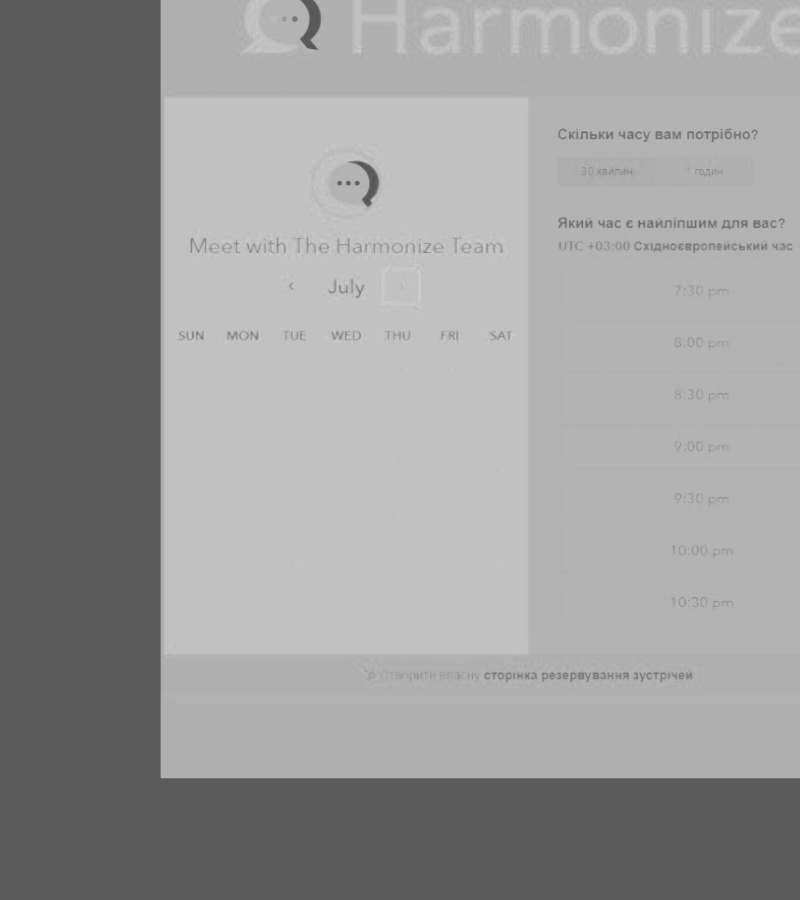 Harmonize
Meet with The Harmonize Team
July
SUN MON TUE WED THU FRI SAT
Скільки часу вам потрібно?
30 хвилин 1 годин
Який час є найліпшим для вас?
UTC +03:00 Східноєвропейський час
7:30 pm
8:00 pm
8:30 pm
9:00 pm
9:30 pm
10:00 pm
10:30 pm
Створити власну сторінка резервування зустрічей